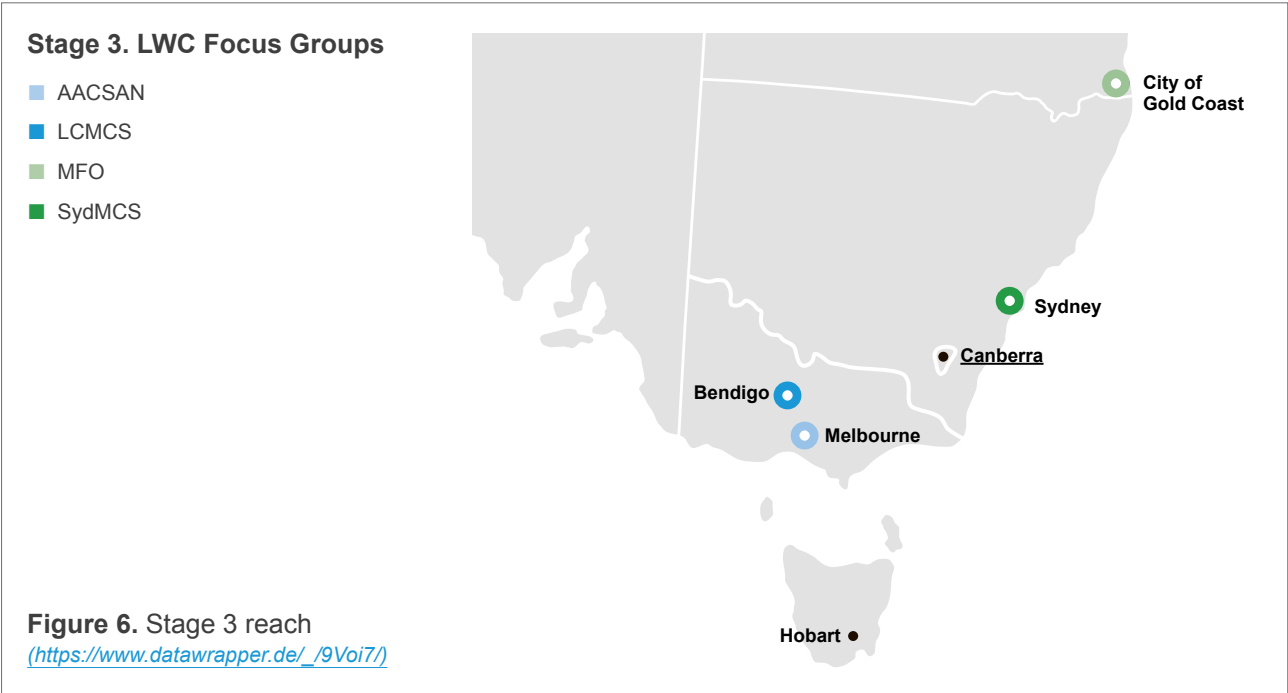 Stage 3. LWC Focus Groups
AACSAN
LCMCS
MFO
SydMCS
City of
Gold Coast
Sydney
Canberra
Bendigo
Melbourne
Hobart
Figure 6. Stage 3 reach
(https://www.datawrapper.de/_/9Voi7/)